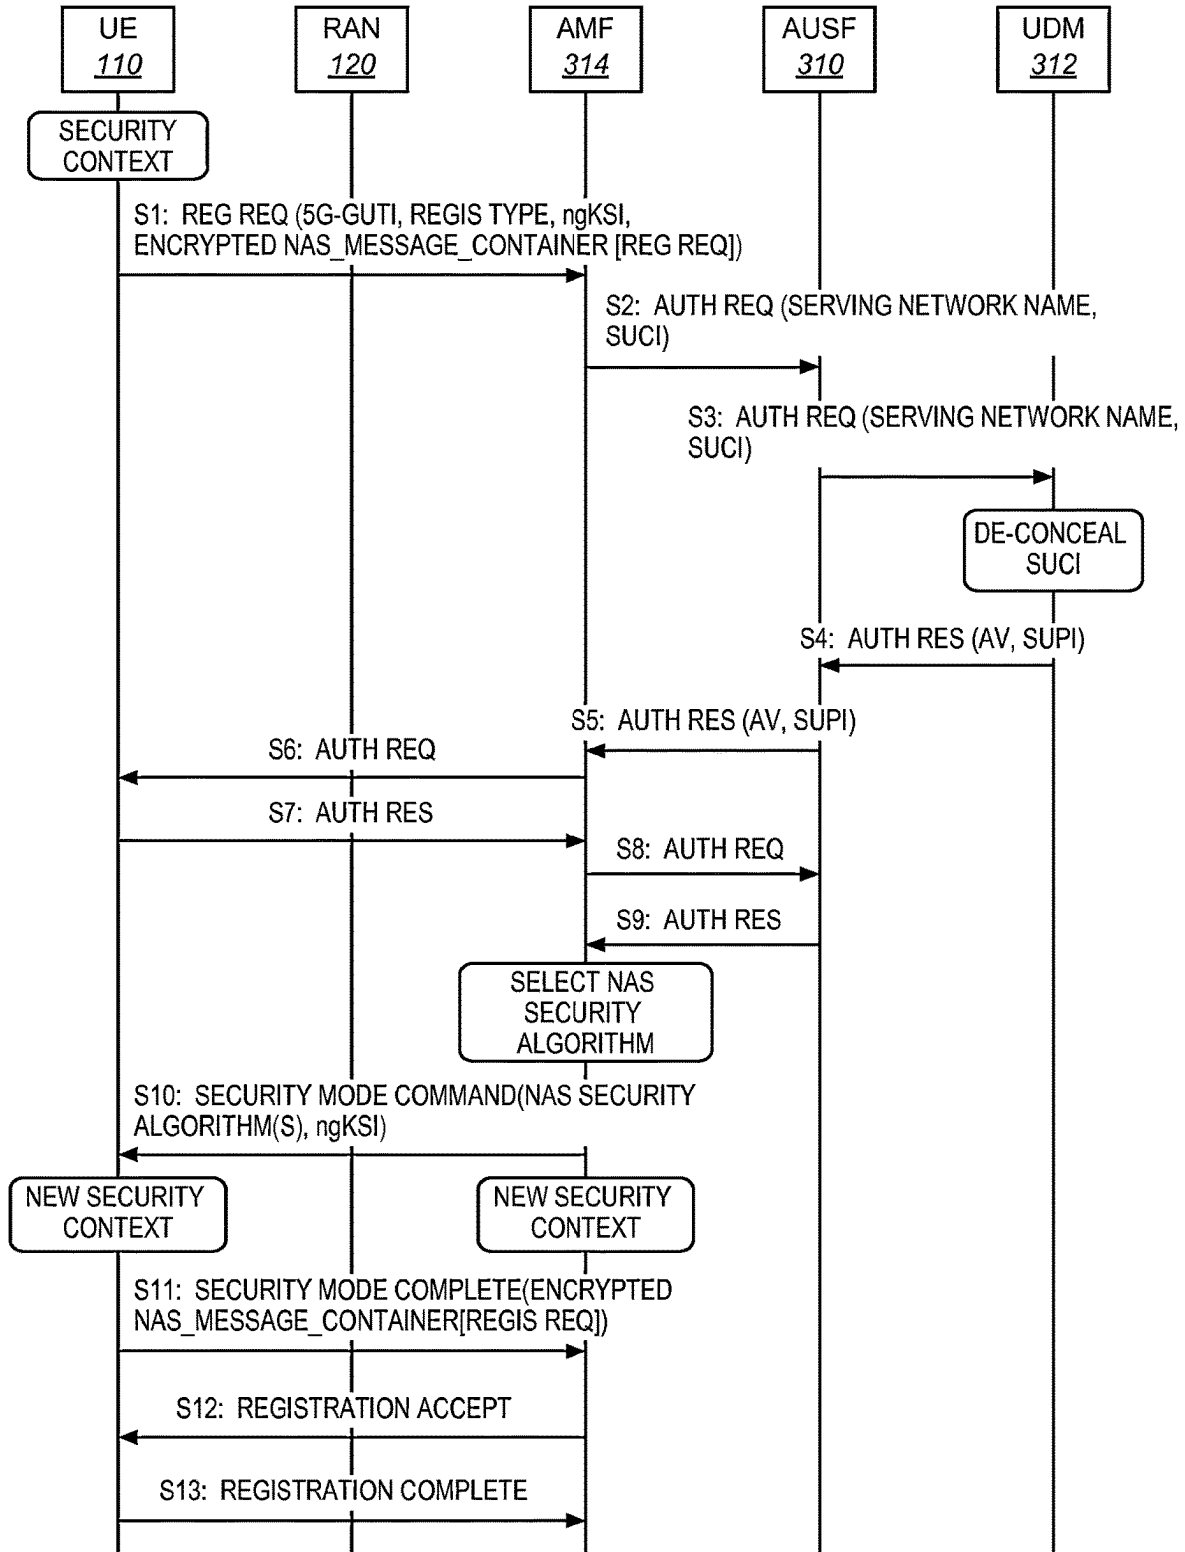 UE
110
RAN
120
AMF
314
AUSF
310
UDM
312
SECURITY
CONTEXT
S1: REG REQ (5G-GUTI, REGIS TYPE, ngKSI,
ENCRYPTED NAS_MESSAGE_CONTAINER [REG REQ])
S2: AUTH REQ (SERVING NETWORK NAME,
SUCI)
S3: AUTH REQ (SERVING NETWORK NAME,
SUCI)
DE-CONCEAL
SUCI
S4: AUTH RES (AV, SUPI)
S5: AUTH RES (AV, SUPI)
S6: AUTH REQ
S7: AUTH RES
S8: AUTH REQ
S9: AUTH RES
SELECT NAS
SECURITY
ALGORITHM
S10: SECURITY MODE COMMAND(NAS SECURITY
ALGORITHM(S), ngKSI)
NEW SECURITY
CONTEXT
NEW SECURITY
CONTEXT
S11: SECURITY MODE COMPLETE(ENCRYPTED
NAS_MESSAGE_CONTAINER[REGIS REQ])
S12: REGISTRATION ACCEPT
S13: REGISTRATION COMPLETE